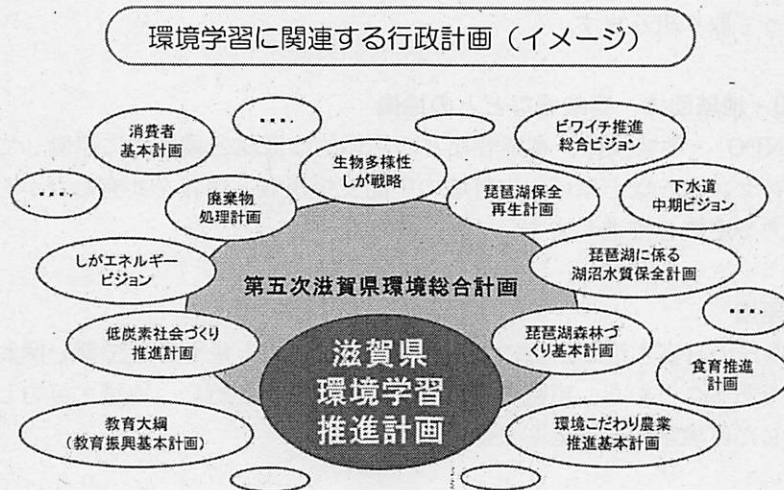 環境学習に関連する行政計画（イメージ）
消費者
基本計画
‥‥
ビワイチ推進
総合ビジョン
生物多様性
しが戦略
‥‥
廃棄物
処理計画
琵琶湖保全
再生計画
下水道
中期ビジョン
しがエネルギー
ビジョン
第五次滋賀県環境総合計画
琵琶湖に係る
湖沼水質保全計画
‥‥
低炭素社会づくり
推進計画
滋賀県
環境学習
推進計画
琵琶湖森林づ
くり基本計画
食育推進
計画
教育大綱
（教育振興基本計画）
環境こだわり農業
推進基本計画